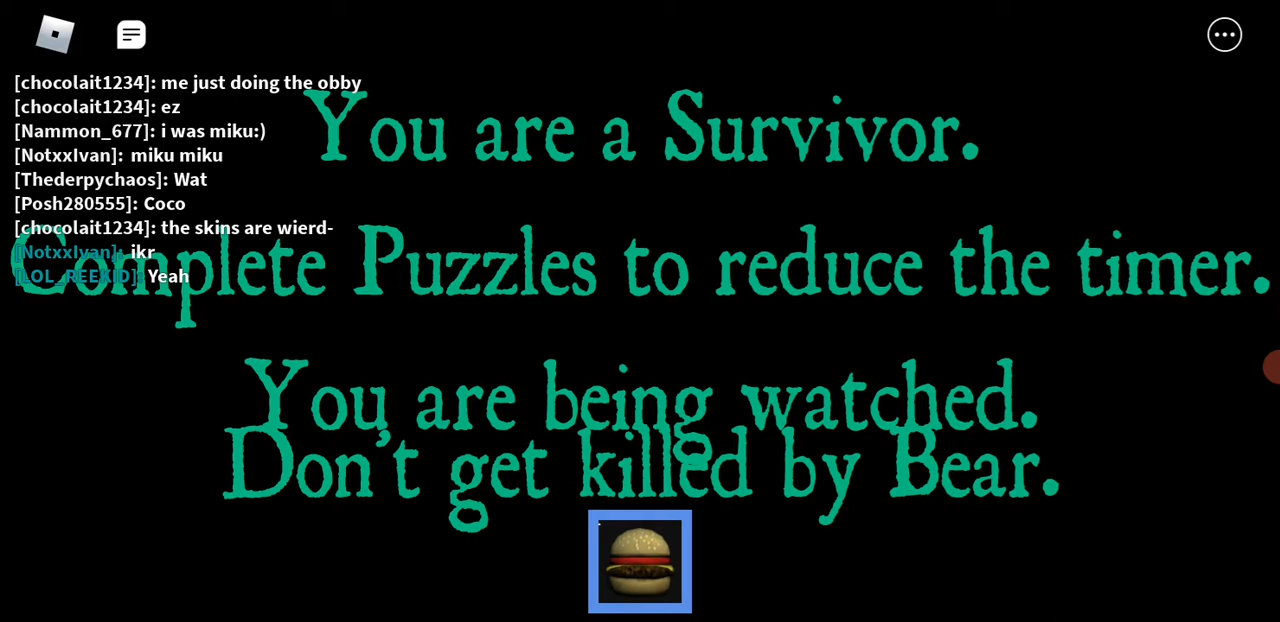 [chocolait1234]: me just doing the obby
[chocolait1234]: ez
[Nammon_677]: i was miku:)
[NotxxIvan]: miku miku
[Thederpychaos]: Wat
[Posh280555]: Coco
[chocolait1234]: the skins are wierd-
[NotxxIvan]: ikr
[LOL_REEXID]: Yeah
You are a Survivor.
Complete Puzzles to reduce the timer.
You are being watched.
Don't get killed by Bear.